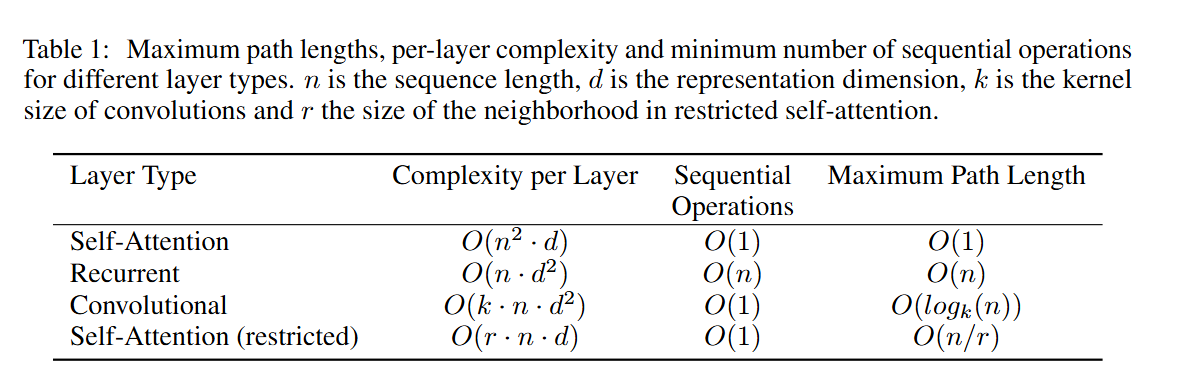 Table 1: Maximum path lengths, per-layer complexity and minimum number of sequential operations
for different layer types. n is the sequence length, d is the representation dimension, k is the kernel
size of convolutions and r the size of the neighborhood in restricted self-attention.
Layer Type Complexity per Layer Sequential Maximum Path Length
Operations
Self-Attention O(n² · d) O(1) O(1)
Recurrent O(n · d²) O(n) O(n)
Convolutional O(k · n · d²) O(1) O(logₖ(n))
Self-Attention (restricted) O(r · n · d) O(1) O(n/r)